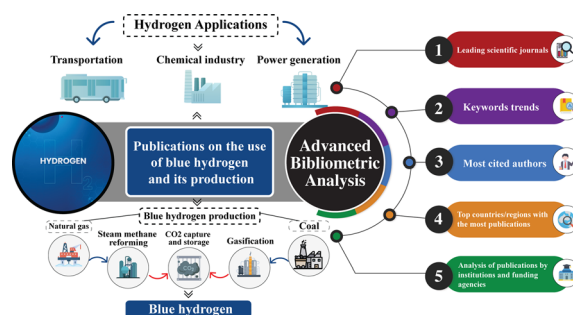 Hydrogen Applications
Transportation
Chemical industry
Power generation
HYDROGEN
Publications on the use
of blue hydrogen
and its production
Advanced
Bibliometric
Analysis
Blue hydrogen production
Natural gas
Coal
Steam methane
reforming
CO2 capture
and storage
Gasification
CO₂
Blue hydrogen
1
Leading scientific journals
2
Keywords trends
3
Most cited authors
4
Top countries/regions with
the most publications
5
Analysis of publications by
institutions and funding
agencies